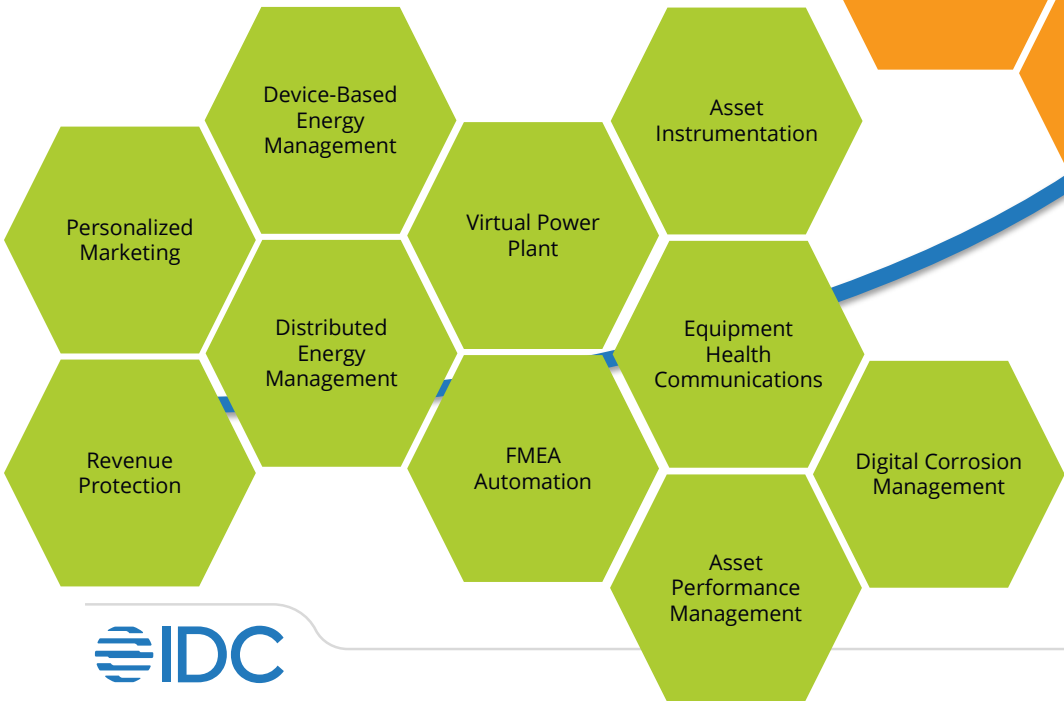 Device-Based
Energy
Management
Asset
Instrumentation
Personalized
Marketing
Virtual Power
Plant
Distributed
Energy
Management
Equipment
Health
Communications
Revenue
Protection
FMEA
Automation
Digital Corrosion
Management
Asset
Performance
Management
IDC